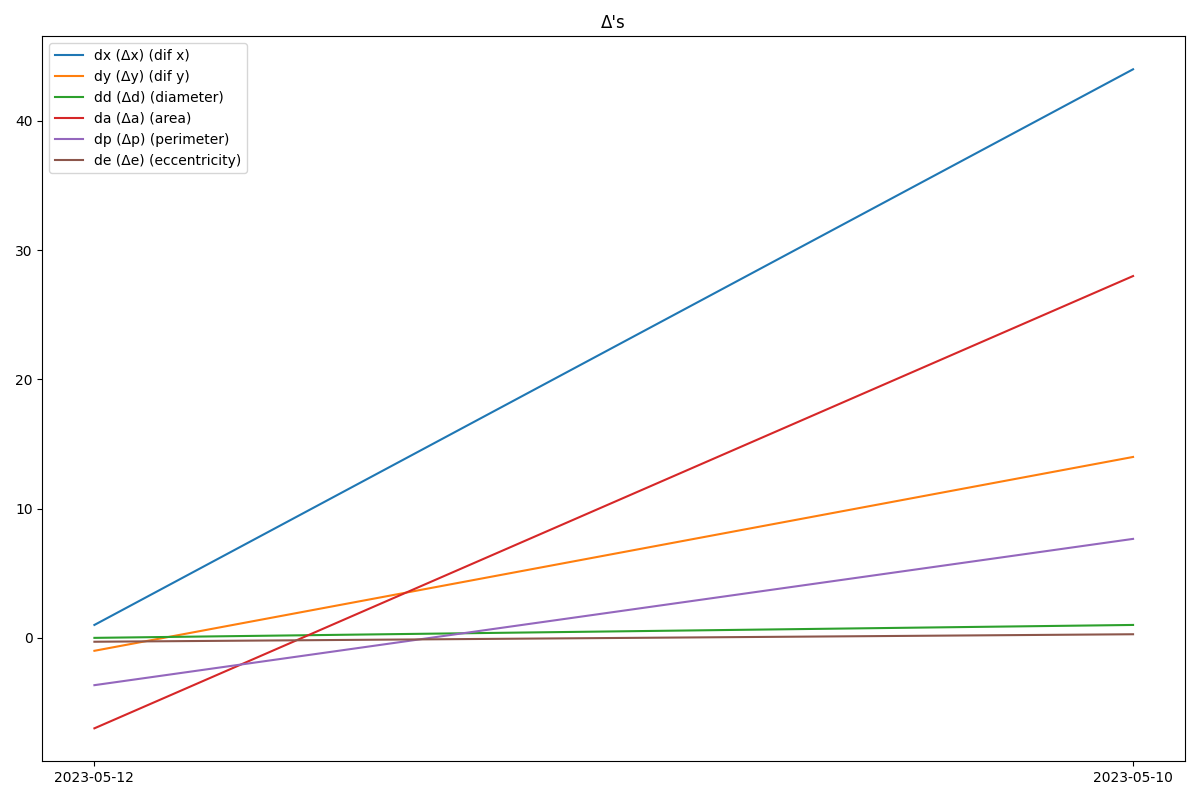 Δ's
dx (Δx) (dif x)
dy (Δy) (dif y)
dd (Δd) (diameter)
da (Δa) (area)
dp (Δp) (perimeter)
de (Δe) (eccentricity)
40
30
20
10
0
2023-05-12
2023-05-10